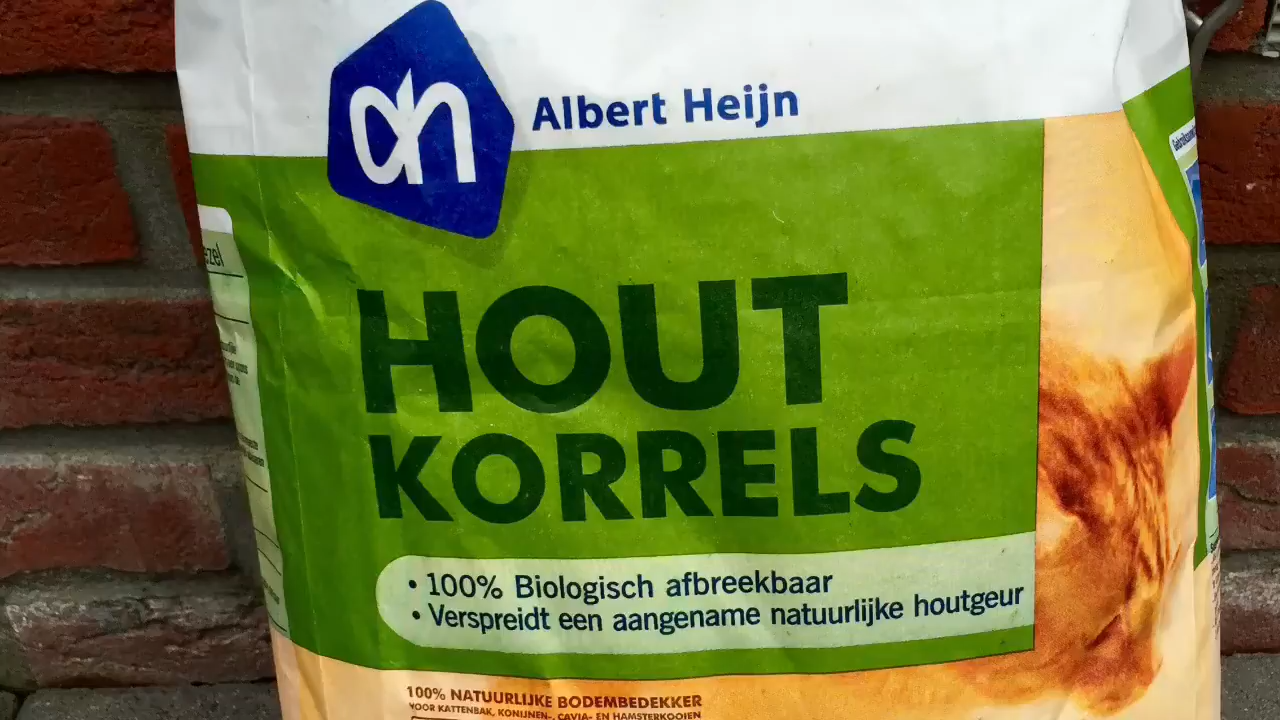 ah
Albert Heijn
HOUT
KORRELS
• 100% Biologisch afbreekbaar
• Verspreidt een aangename natuurlijke houtgeur
100% NATUURLIJKE BODEMBEDEKKER
VOOR KATTENBAK, KONIJNEN-, CAVIA- EN HAMSTERKOOIEN